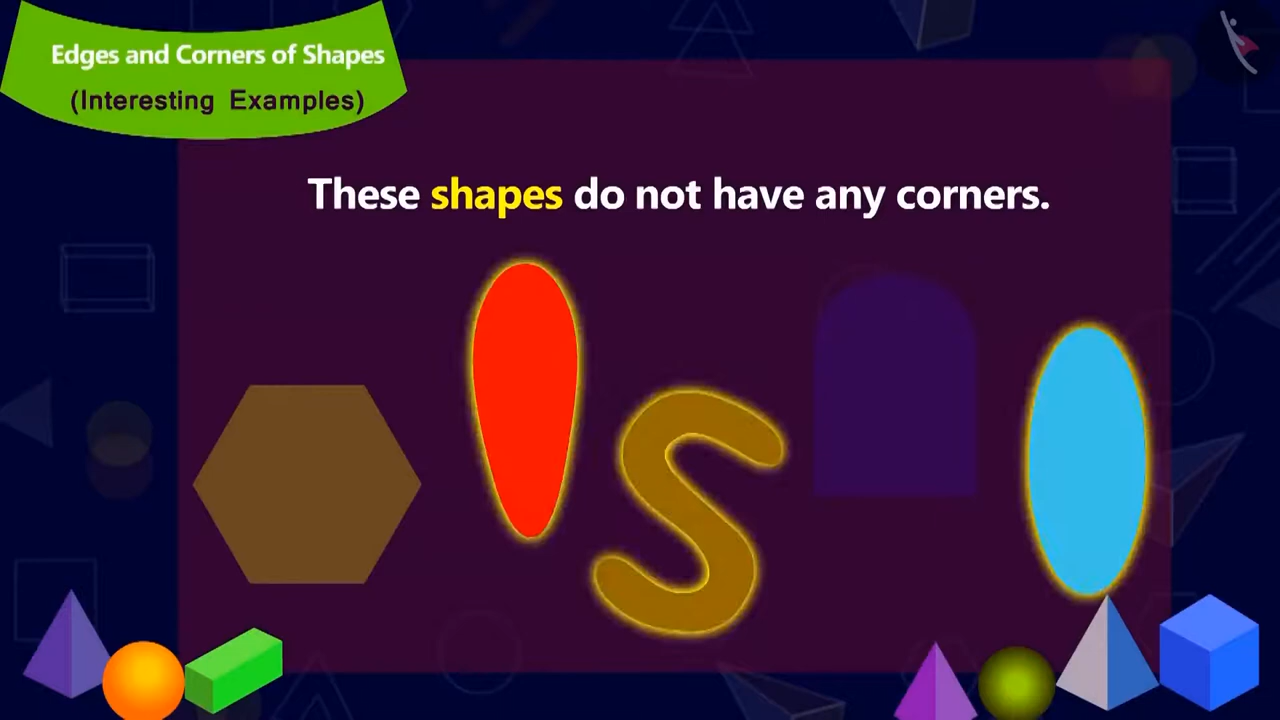 Edges and Corners of Shapes
(Interesting Examples)
These shapes do not have any corners.